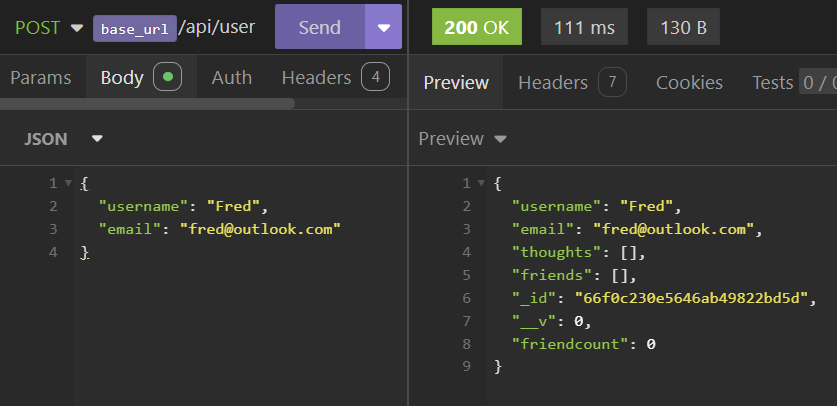 POST base_url/api/user Send
Params Body Auth Headers 4
JSON
1 {
2 "username": "Fred",
3 "email": "fred@outlook.com"
4 }
200 OK 111 ms 130 B
Preview Headers 7 Cookies Tests 0 / 0
Preview
1 {
2 "username": "Fred",
3 "email": "fred@outlook.com",
4 "thoughts": [],
5 "friends": [],
6 "_id": "66f0c230e5646ab49822bd5d",
7 "__v": 0,
8 "friendcount": 0
9 }